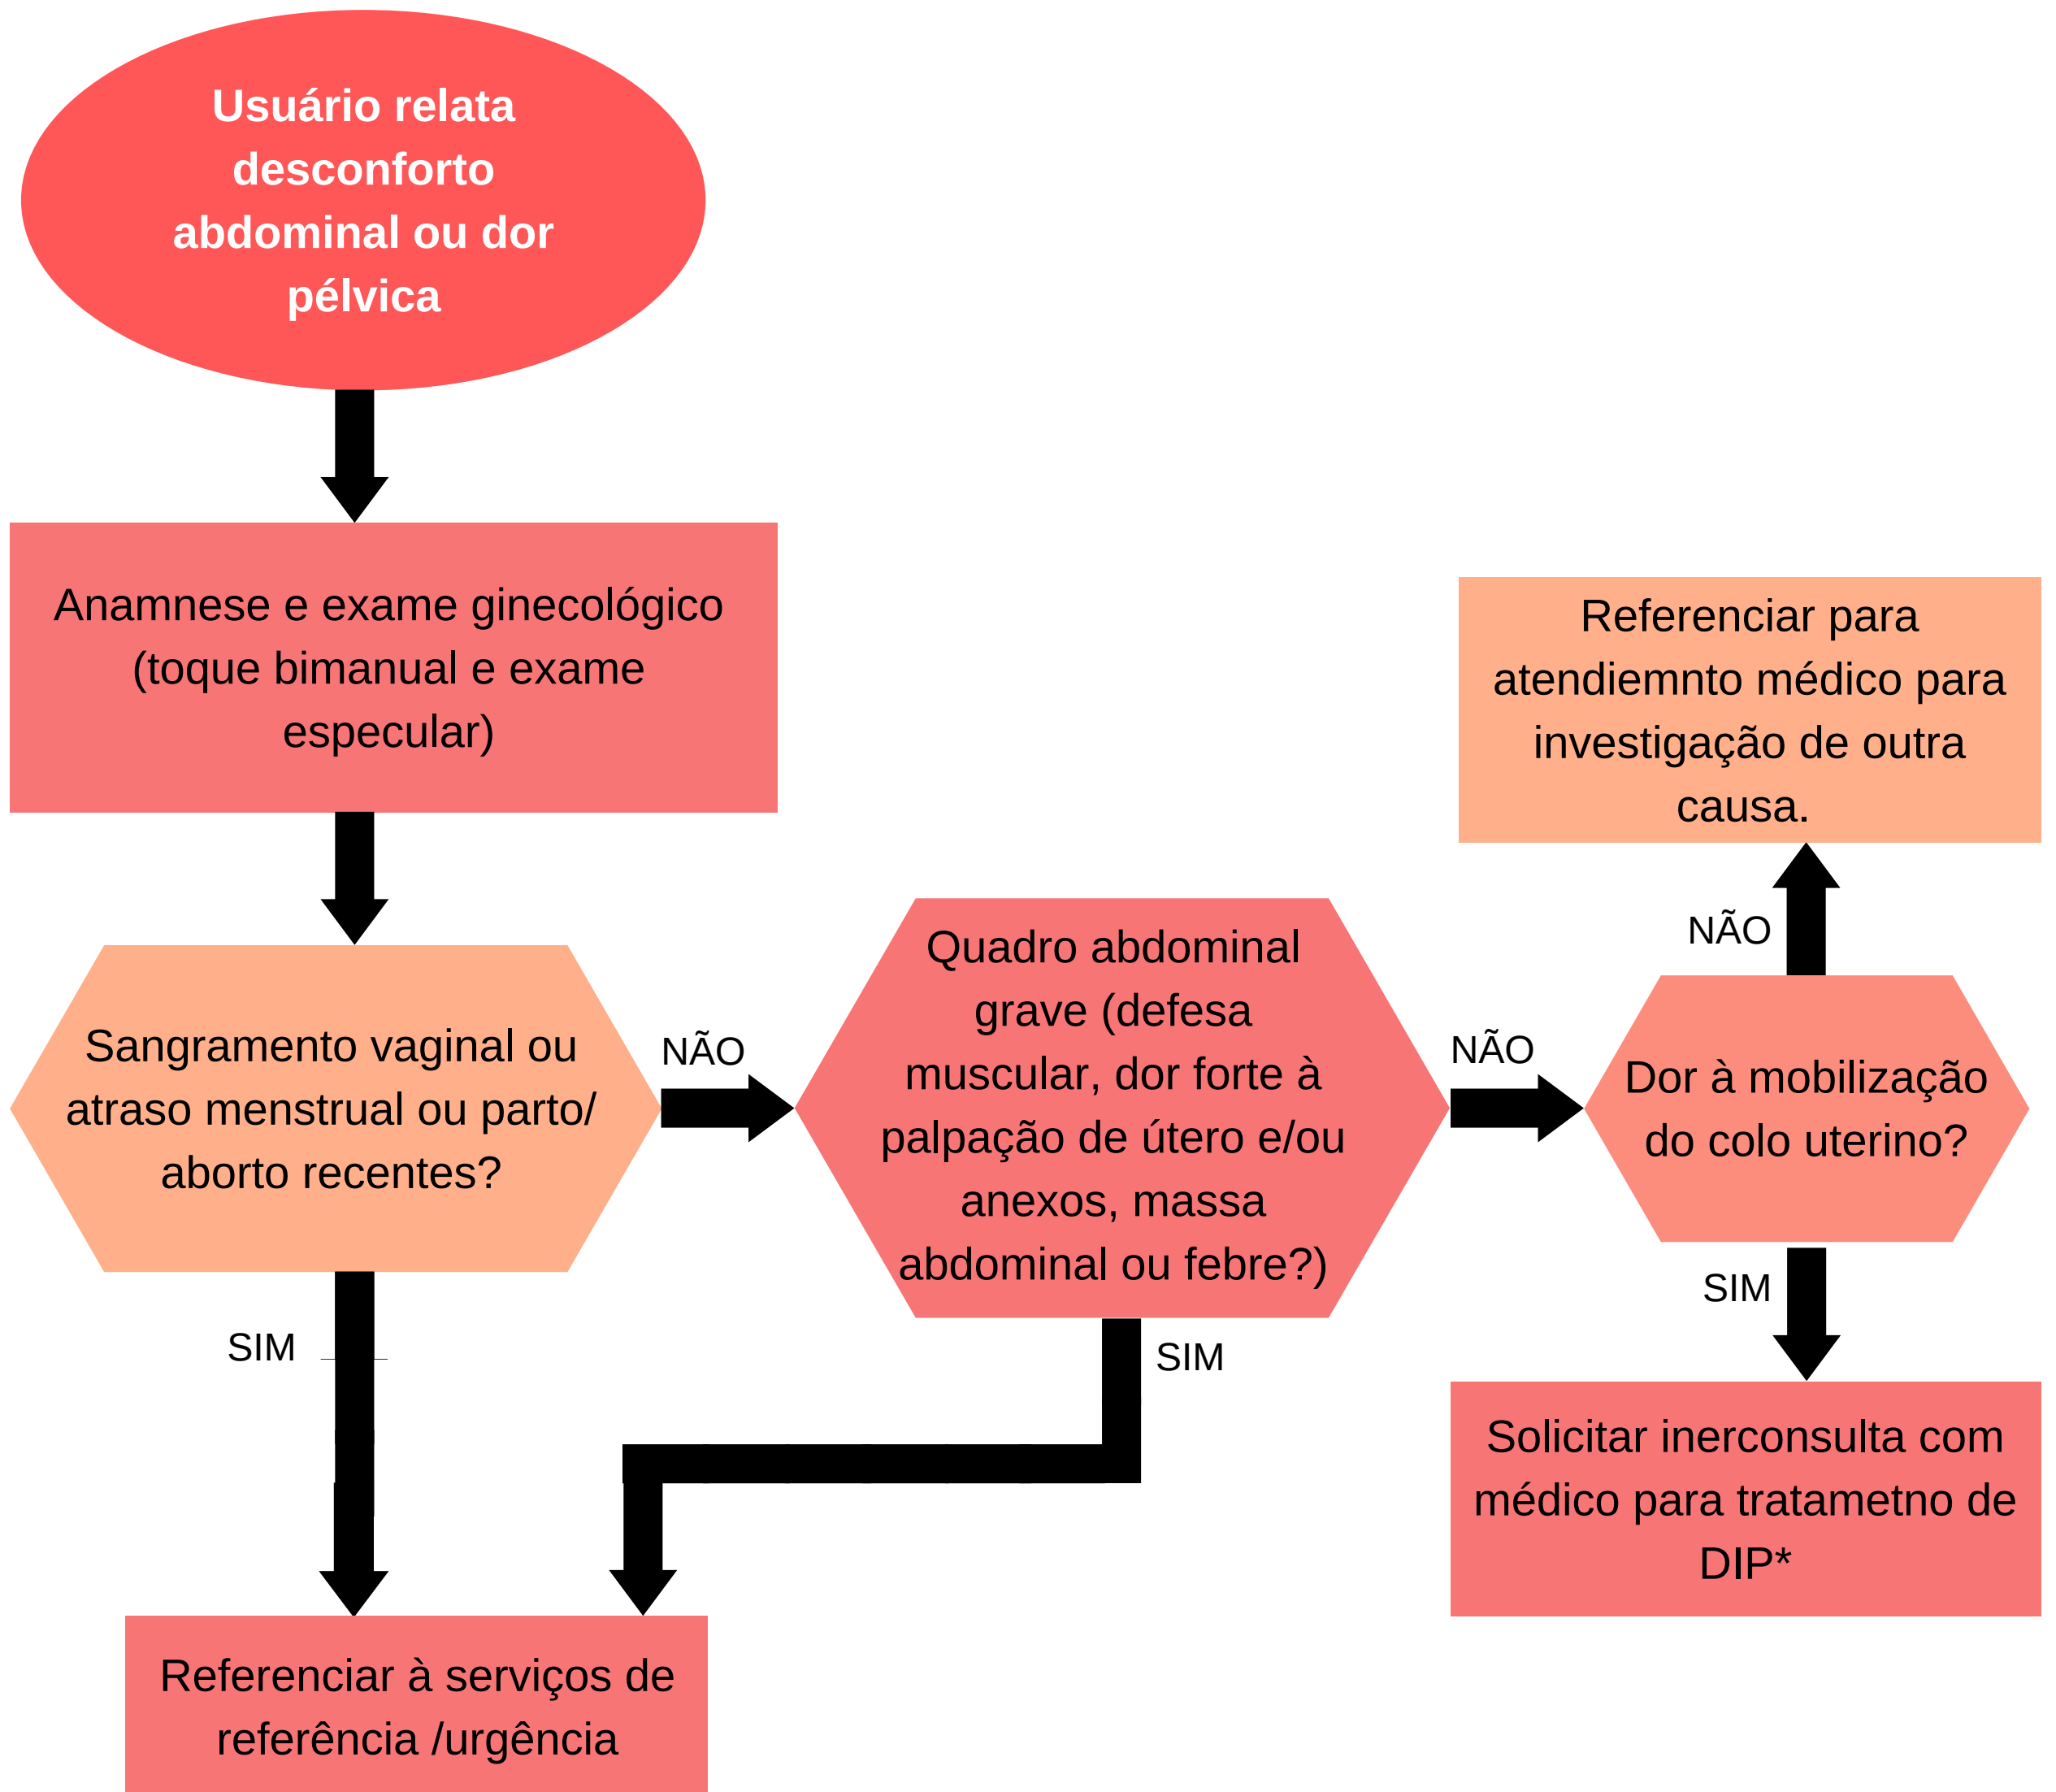 Usuário relata
desconforto
abdominal ou dor
pélvica
Anamnese e exame ginecológico
(toque bimanual e exame
especular)
Sangramento vaginal ou
atraso menstrual ou parto/
aborto recentes?
NÃO
Quadro abdominal
grave (defesa
muscular, dor forte à
palpação de útero e/ou
anexos, massa
abdominal ou febre?)
NÃO
Dor à mobilização
do colo uterino?
NÃO
Referenciar para
atendiemnto médico para
investigação de outra
causa.
SIM
Solicitar inerconsulta com
médico para tratametno de
DIP*
SIM
SIM
Referenciar à serviços de
referência /urgência